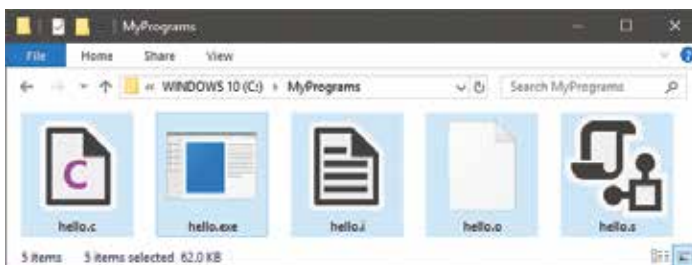 MyPrograms
File Home Share View
« WINDOWS 10 (C:) › MyPrograms Search MyPrograms
C
hello.c hello.exe hello.i hello.o hello.s
5 items 5 items selected 62.0 KB